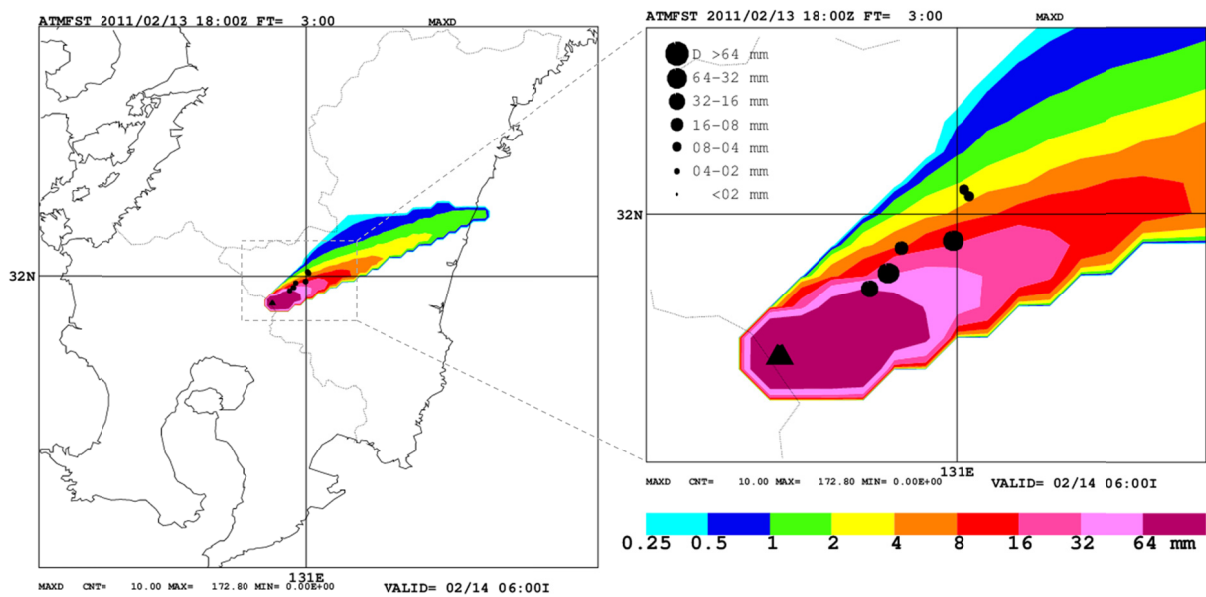 ATMFST 2011/02/13 18:00Z FT= 3:00 MAXD
32N
131E
MAXD CNT= 10.00 MAX= 172.80 MIN= 0.00E+00 VALID= 02/14 06:00I
ATMFST 2011/02/13 18:00Z FT= 3:00 MAXD
D >64 mm
64-32 mm
32-16 mm
16-08 mm
08-04 mm
04-02 mm
<02 mm
32N
131E
MAXD CNT= 10.00 MAX= 172.80 MIN= 0.00E+00 VALID= 02/14 06:00I
0.25 0.5 1 2 4 8 16 32 64 mm